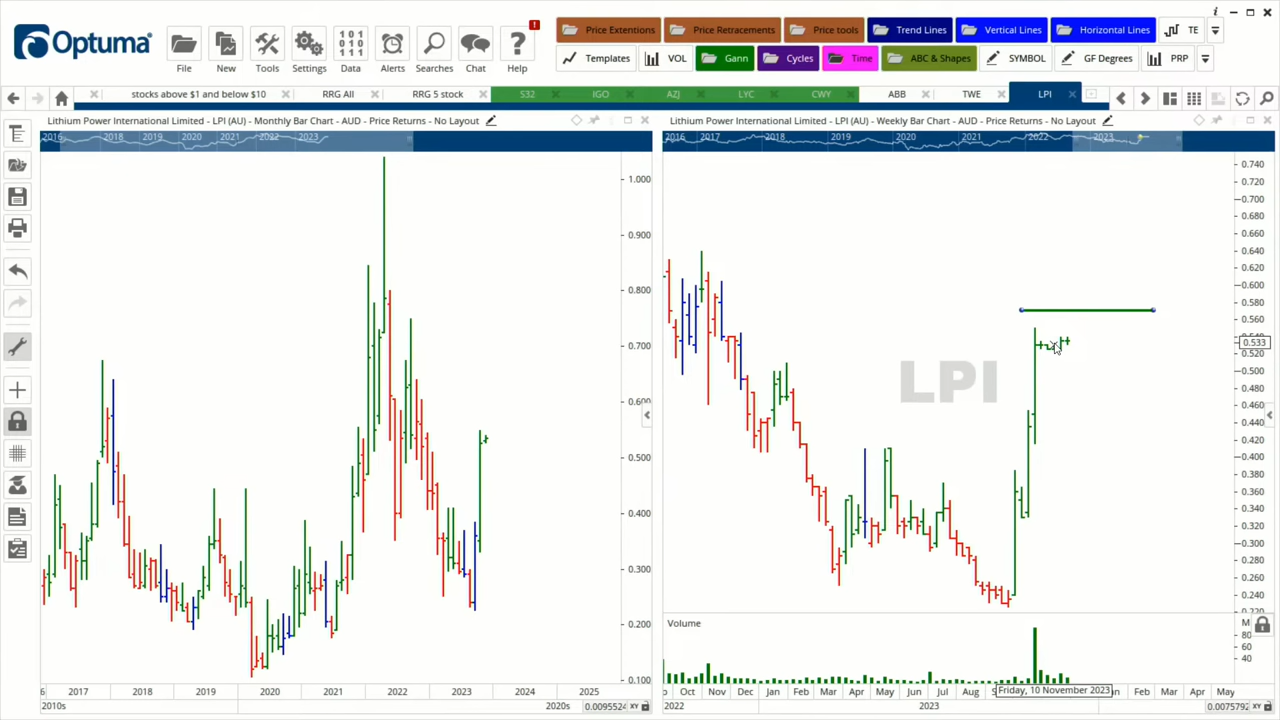 Optuma
File
New
Tools
Settings
101
010
101
Data
Alerts
Searches
Chat
!
?
Help
Price Extentions
Price Retracements
Price tools
Trend Lines
Vertical Lines
Horizontal Lines
TE
Templates
VOL
Gann
Cycles
Time
ABC & Shapes
SYMBOL
GF Degrees
PRP
stocks above $1 and below $10
RRG All
RRG 5 stock
S32
IGO
AZJ
LYC
CWY
ABB
TWE
LPI
Lithium Power International Limited - LPI (AU) - Monthly Bar Chart - AUD - Price Returns - No Layout
2016 2018 2019 2020 2021 2022 2023
1.000
0.900
0.800
0.700
0.600
0.500
0.400
0.300
0.200
0.100
6 2017 2018 2019 2020 2021 2022 2023 2024 2025
2010s 2020s 0.0095524 XY
Lithium Power International Limited - LPI (AU) - Weekly Bar Chart - AUD - Price Returns - No Layout
2016 2017 2018 2019 2020 2021 2022 2023
LPI
0.740
0.720
0.700
0.680
0.660
0.640
0.620
0.600
0.580
0.560
0.540
0.533
0.520
0.500
0.480
0.460
0.440
0.420
0.400
0.380
0.360
0.340
0.320
0.300
0.280
0.260
0.240
0.220
Volume
M
80
60
40
Oct Nov Dec Jan Feb Mar Apr May Jun Jul Aug Friday, 10 November 2023 Feb Mar Apr May
2022 2023 0.0075792 XY